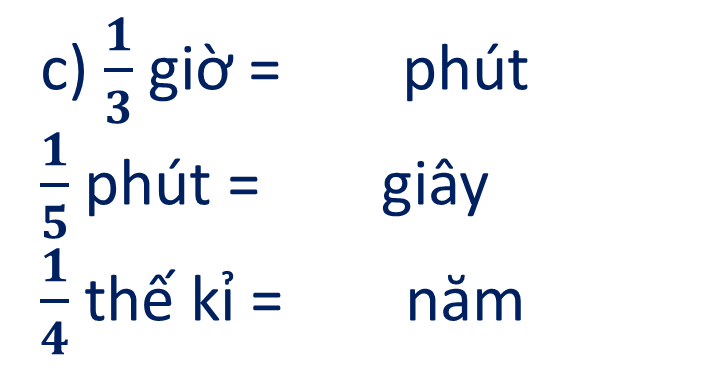 c) 1/3 giờ = phút
1/5 phút = giây
1/4 thế kỉ = năm